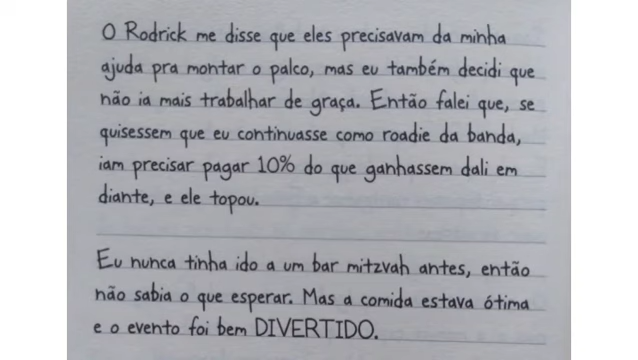 O Rodrick me disse que eles precisavam da minha
ajuda pra montar o palco, mas eu também decidi que
não ia mais trabalhar de graça. Então falei que, se
quisessem que eu continuasse como roadie da banda,
iam precisar pagar 10% do que ganhassem dali em
diante, e ele topou.
Eu nunca tinha ido a um bar mitzvah antes, então
não sabia o que esperar. Mas a comida estava ótima
e o evento foi bem DIVERTIDO.